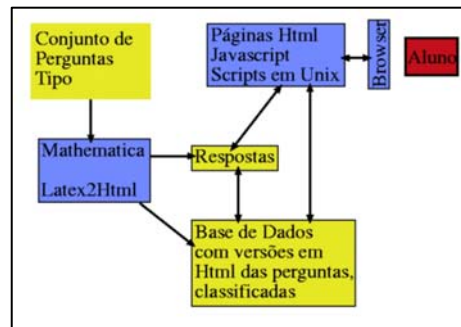 Conjunto de
Perguntas
Tipo
Páginas Html
Javascript
Scripts em Unix
Browser
Aluno
Mathematica
Latex2Html
Respostas
Base de Dados
com versões em
Html das perguntas,
classificadas